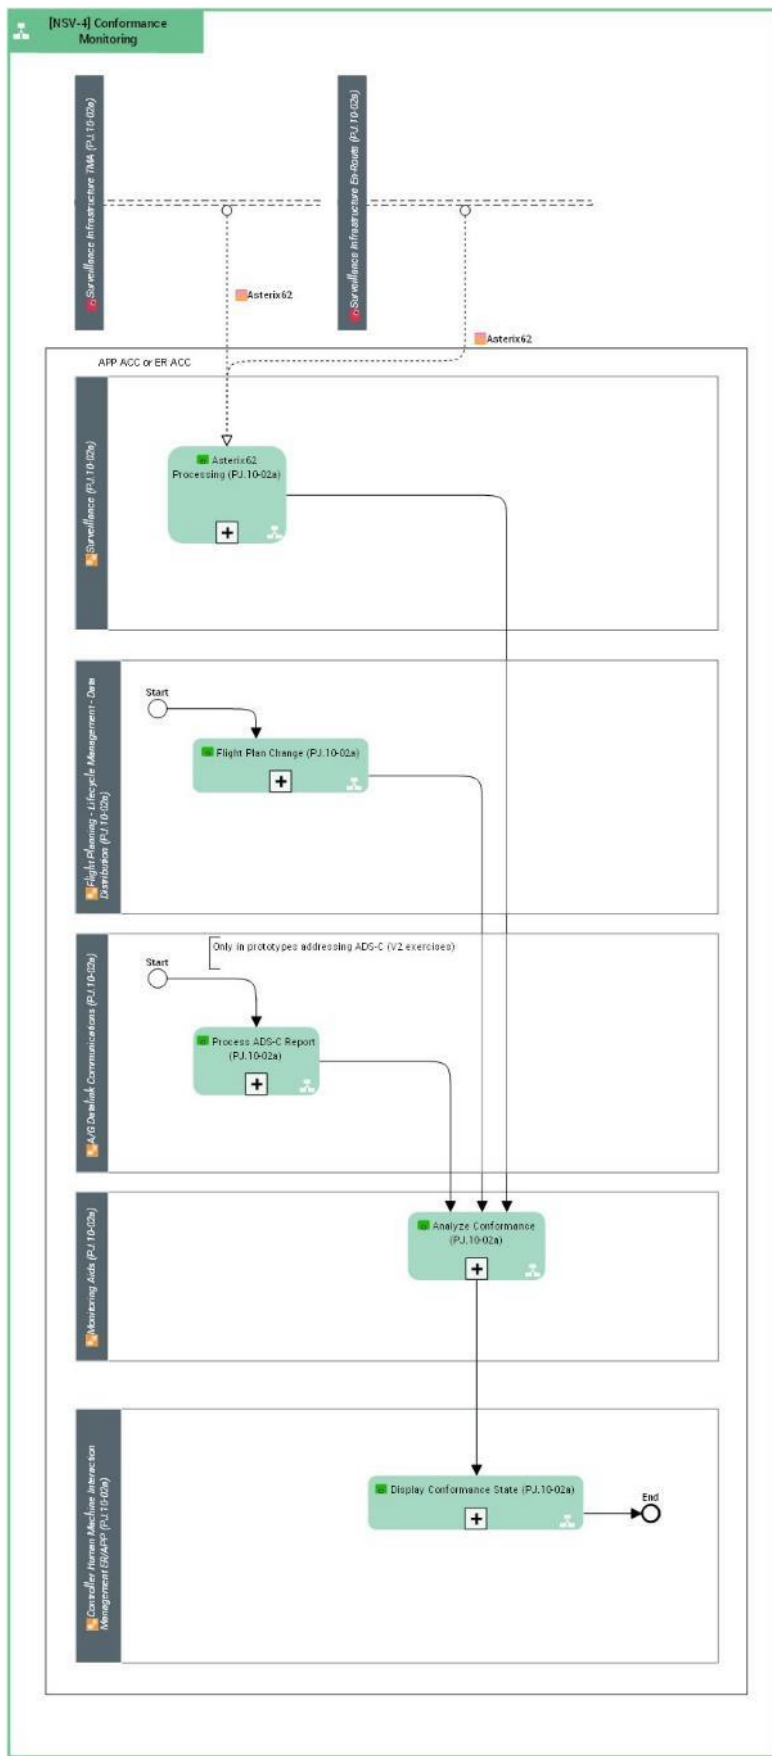 [NSV-4] Conformance
Monitoring
Surveillance Infrastructure TMA (PJ.10-02a)
Surveillance Infrastructure En-Route (PJ.10-02a)
Asterix62
Asterix62
APP ACC or ER ACC
Surveillance (PJ.10-02a)
Asterix62
Processing (PJ.10-02a)
Flight Planning - Lifecycle Management - Data
Distribution (PJ.10-02a)
Start
Flight Plan Change (PJ.10-02a)
A/G Datalink Communications (PJ.10-02a)
Only in prototypes addressing ADS-C (V2 exercises)
Start
Process ADS-C Report
(PJ.10-02a)
Monitoring Aids (PJ.10-02a)
Analyze Conformance
(PJ.10-02a)
Controller Human Machine Interaction
Management ER/APP (PJ.10-02a)
Display Conformance State (PJ.10-02a)
End